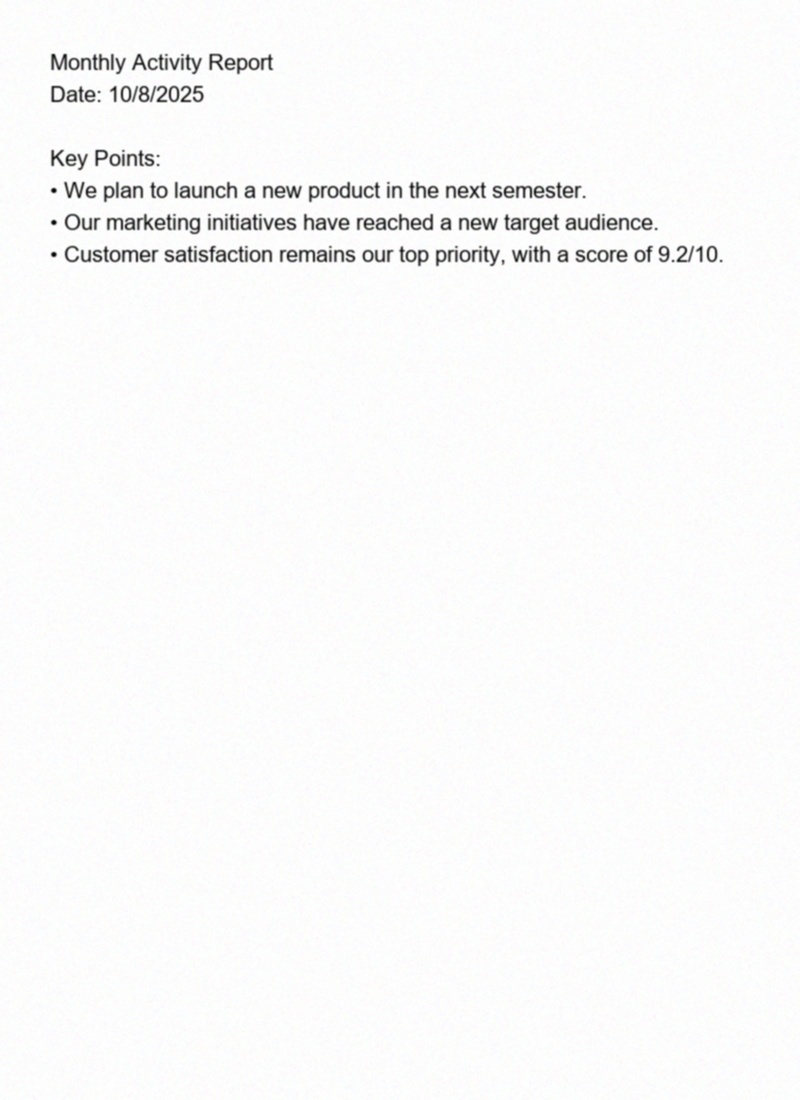 Monthly Activity Report
Date: 10/8/2025
Key Points:
• We plan to launch a new product in the next semester.
• Our marketing initiatives have reached a new target audience.
• Customer satisfaction remains our top priority, with a score of 9.2/10.